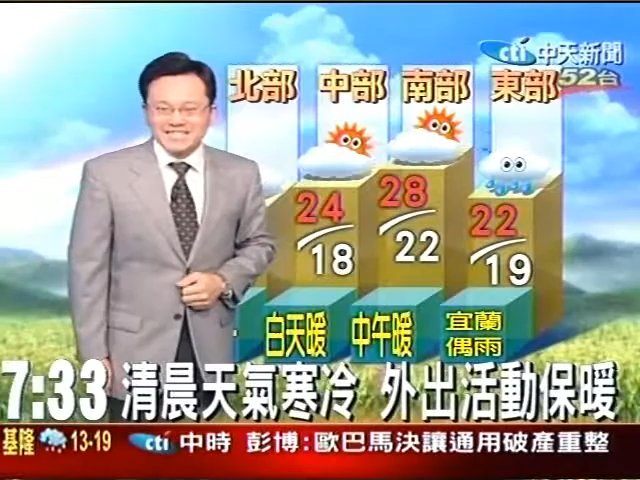 cti 中天新聞
52台
北部 中部 南部 東部
24
18
28
22
22
19
白天暖 中午暖 宜蘭偶雨
7:33 清晨天氣寒冷 外出活動保暖
基隆 13-19 cti 中時 彭博:歐巴馬決讓通用破產重整